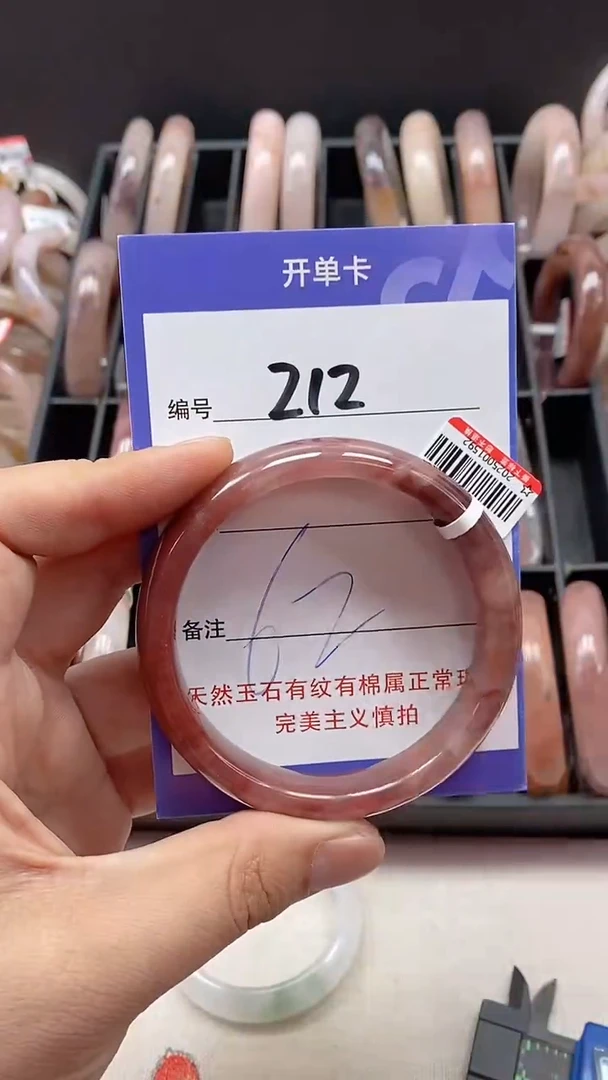 开单卡
编号 212
备注 62
天然玉石有纹有棉属正常
完美主义慎拍
2025001592